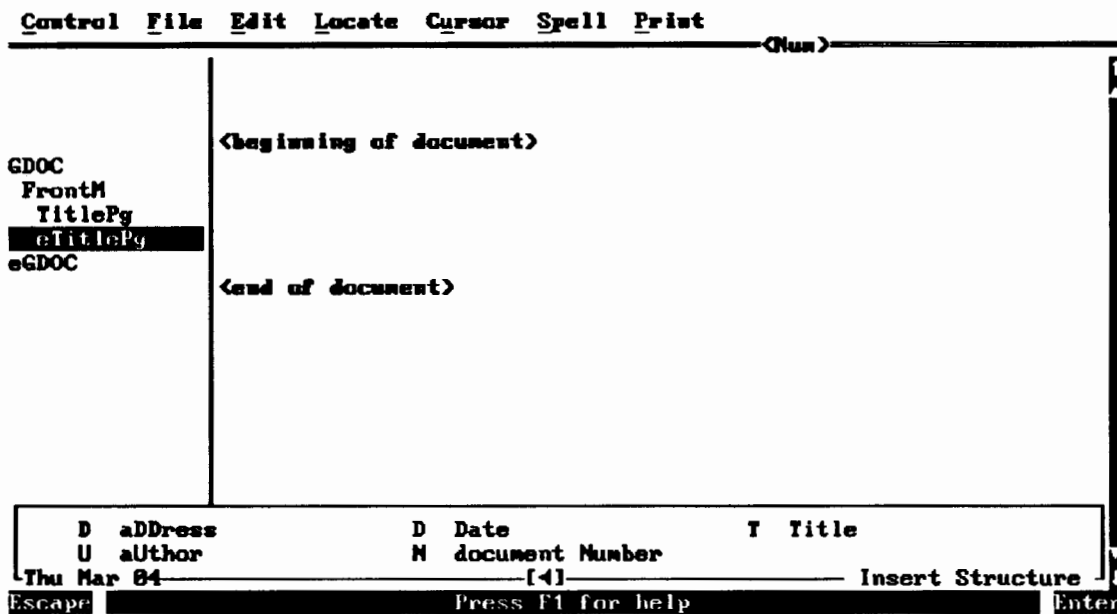 Control File Edit Locate Cursor Spell Print
<Num>
<beginning of document>
GDOC
FrontM
TitlePg
eTitlePg
eGDOC
<end of document>
D aDDress D Date T Title
U aUthor N document Number
Thu Mar 04 [◄] Insert Structure
Escape Press F1 for help Enter